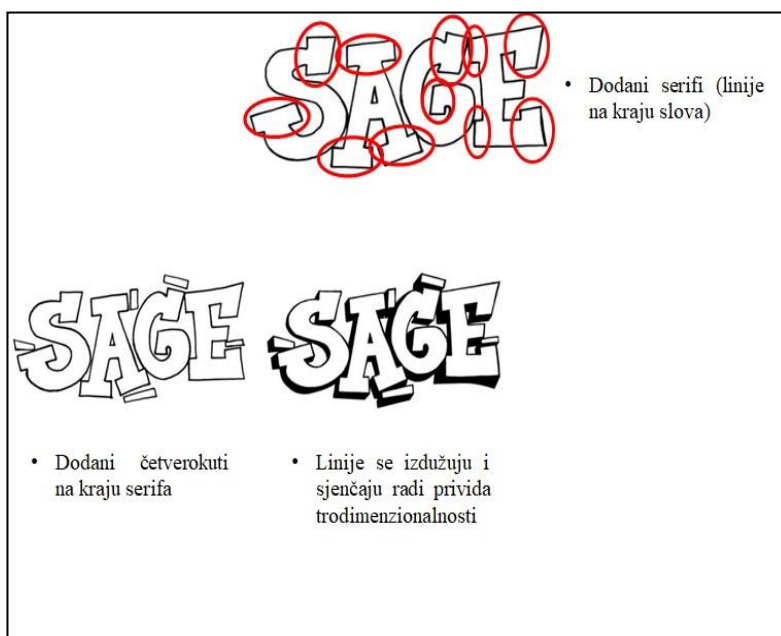 SAGE
• Dodani serifi (linije
na kraju slova)
SAGE
SAGE
• Dodani četverokuti
na kraju serifa
• Linije se izdužuju i
sjenčaju radi privida
trodimenzionalnosti